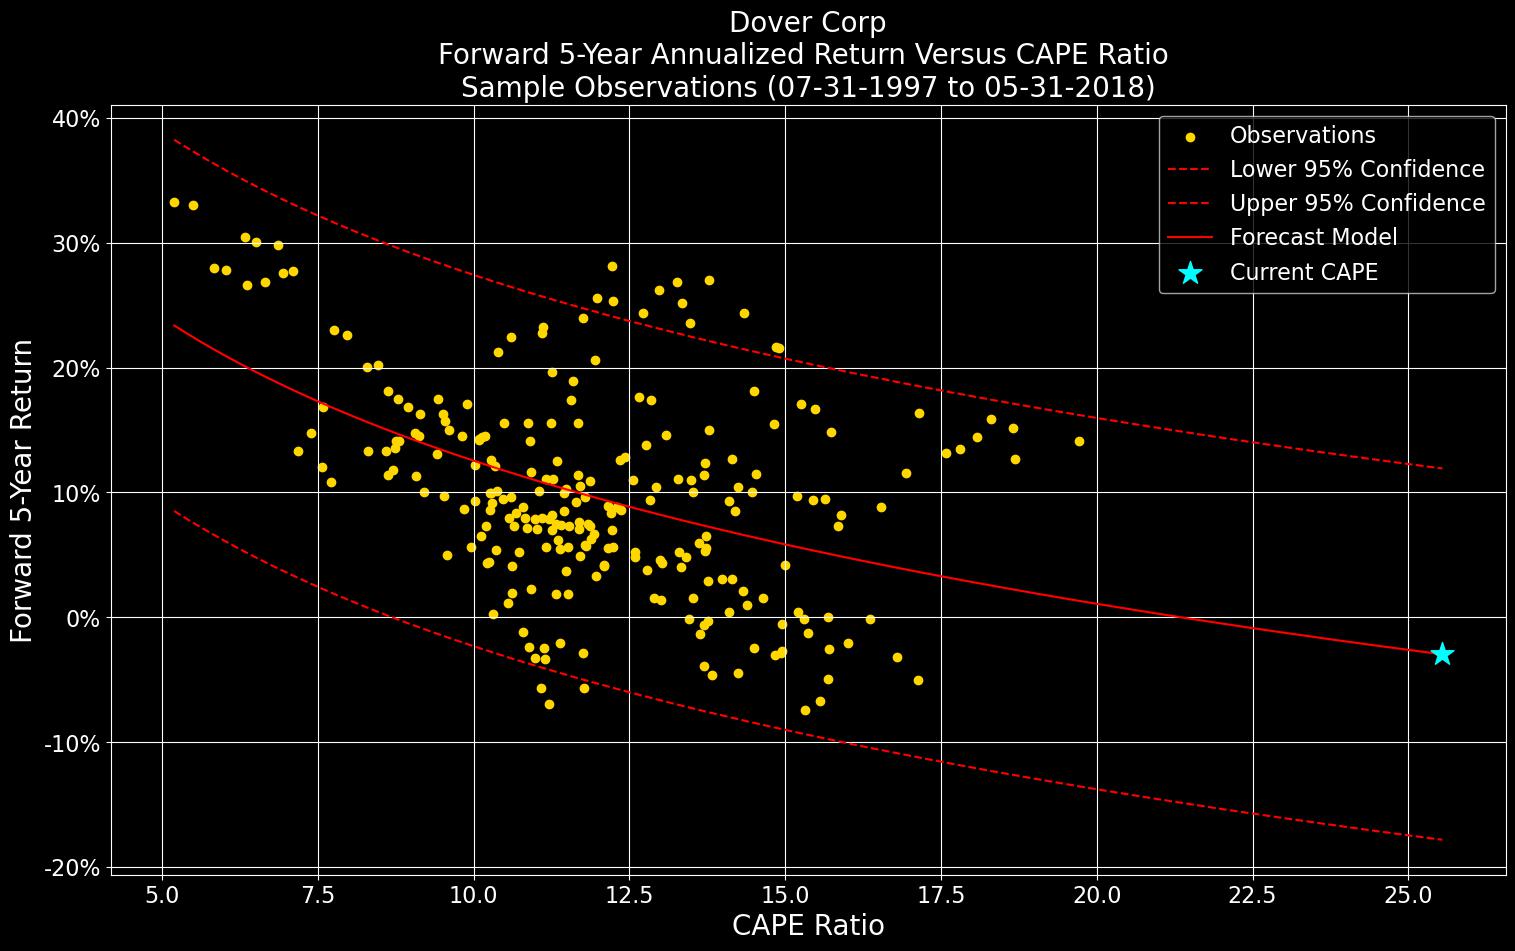 Dover Corp
Forward 5-Year Annualized Return Versus CAPE Ratio
Sample Observations (07-31-1997 to 05-31-2018)
40%
30%
20%
10%
0%
-10%
-20%
Forward 5-Year Return
Observations
Lower 95% Confidence
Upper 95% Confidence
Forecast Model
Current CAPE
5.0 7.5 10.0 12.5 15.0 17.5 20.0 22.5 25.0
CAPE Ratio